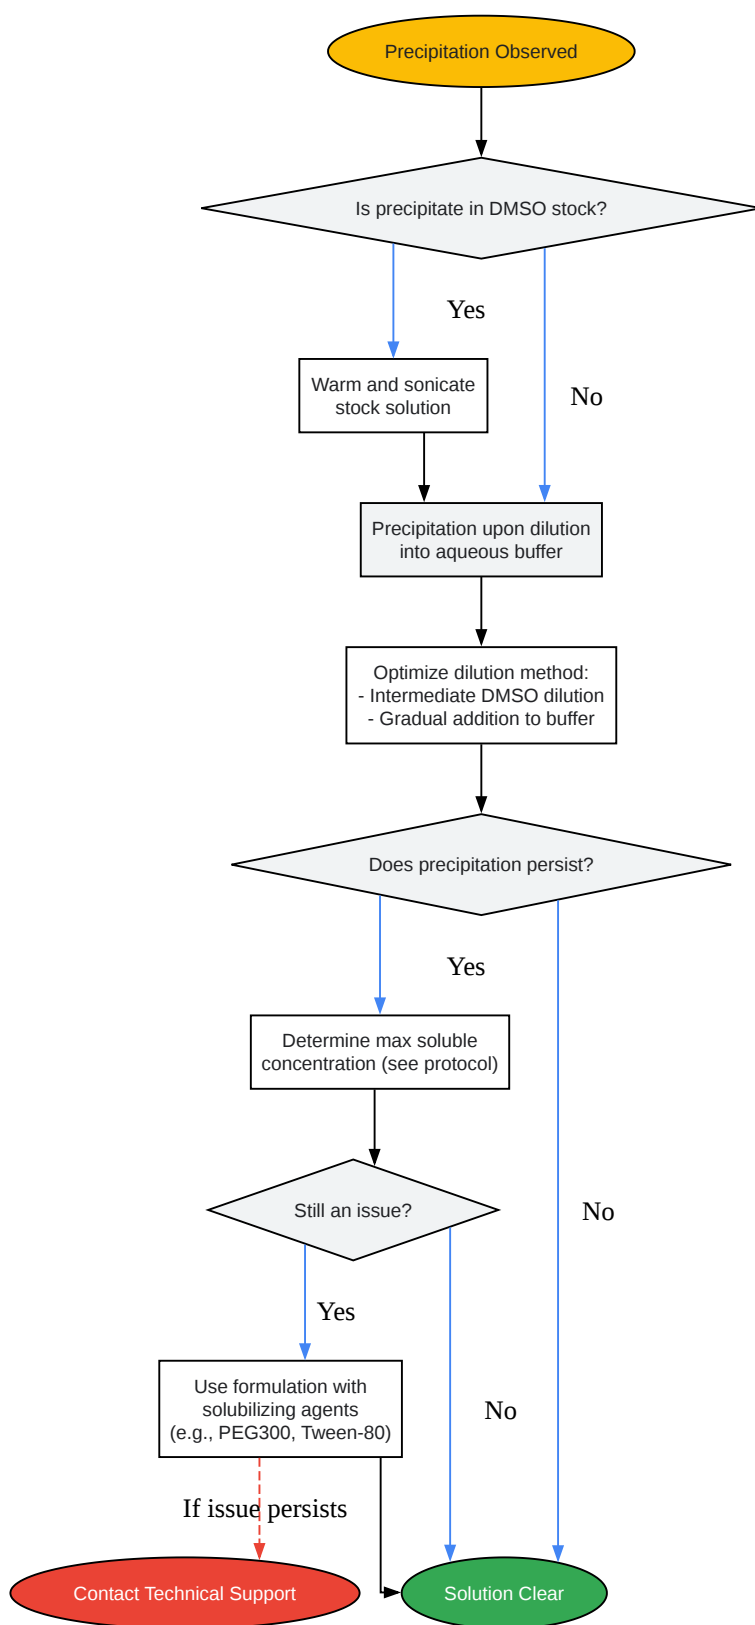 Precipitation Observed
Is precipitate in DMSO stock?
Yes
Warm and sonicate
stock solution
No
Precipitation upon dilution
into aqueous buffer
Optimize dilution method:
- Intermediate DMSO dilution
- Gradual addition to buffer
Does precipitation persist?
Yes
Determine max soluble
concentration (see protocol)
Still an issue?
No
Yes
Use formulation with
solubilizing agents
(e.g., PEG300, Tween-80)
No
If issue persists
Contact Technical Support
Solution Clear